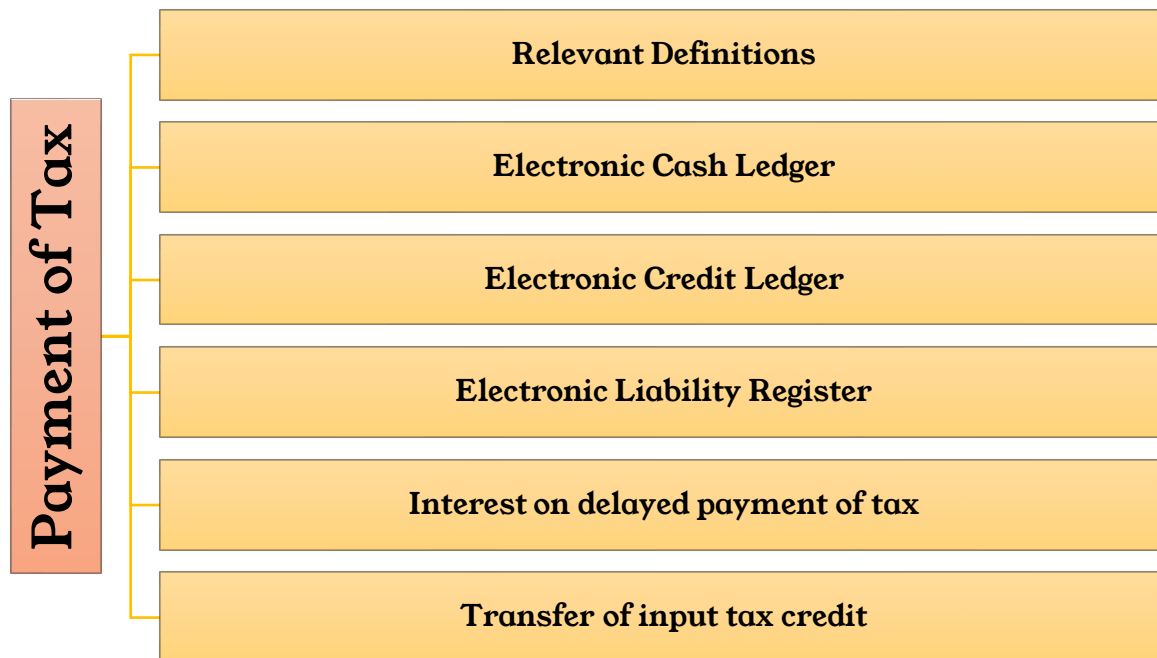 Payment of Tax
Relevant Definitions
Electronic Cash Ledger
Electronic Credit Ledger
Electronic Liability Register
Interest on delayed payment of tax
Transfer of input tax credit